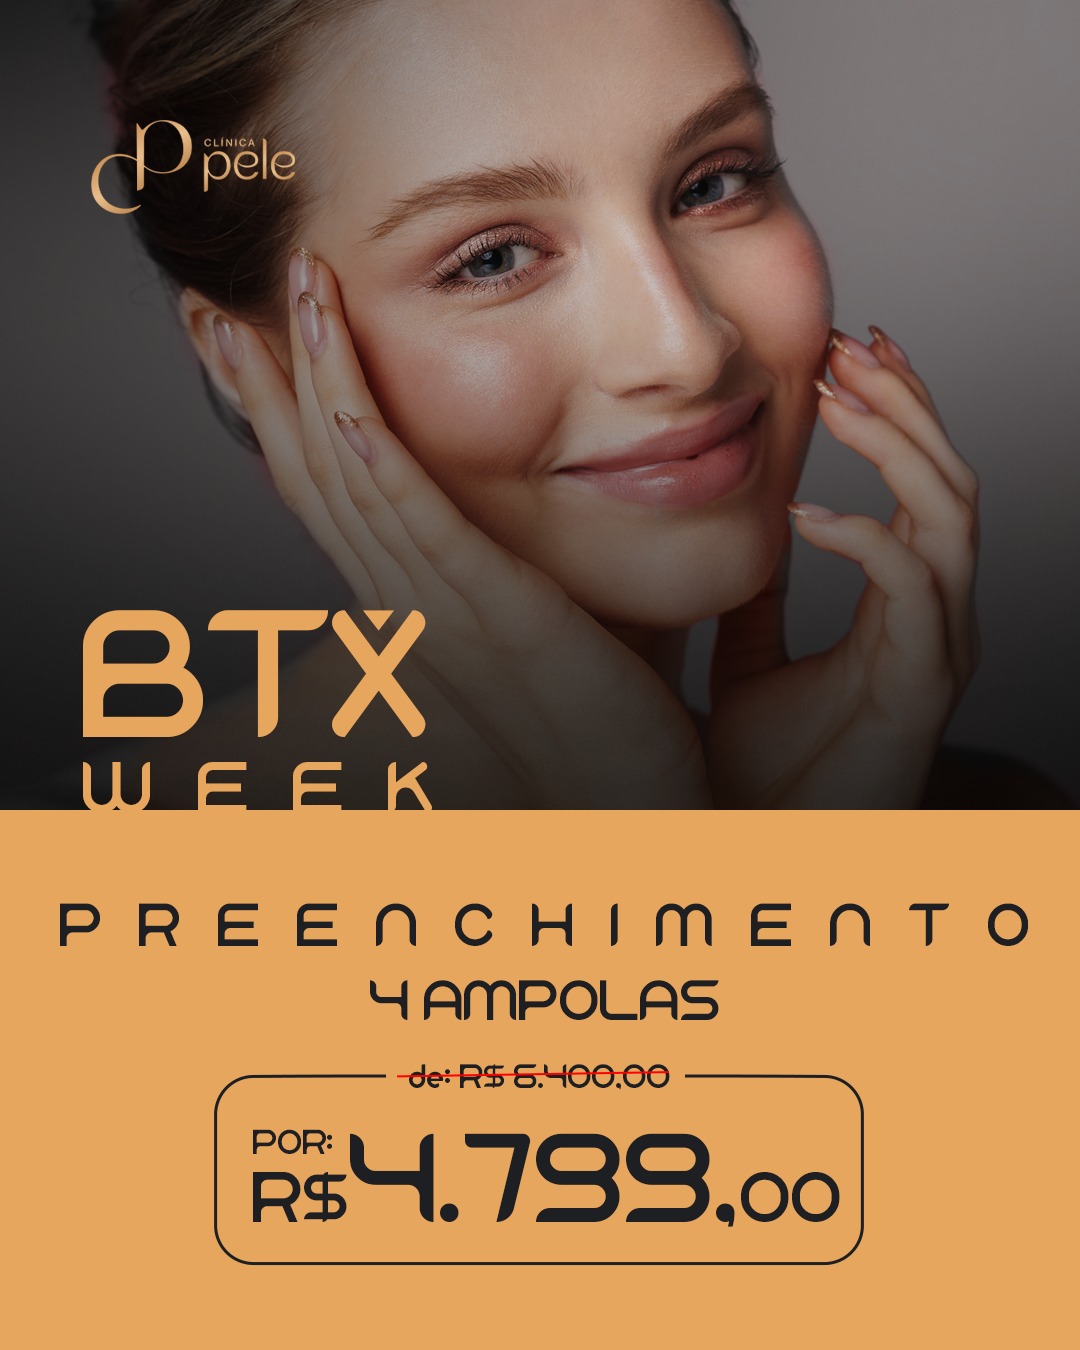 CLÍNICA
pele
BTX
WEEK
PREENCHIMENTO
4 AMPOLAS
de: R$ 6.400,00
POR:
R$ 4.799,00